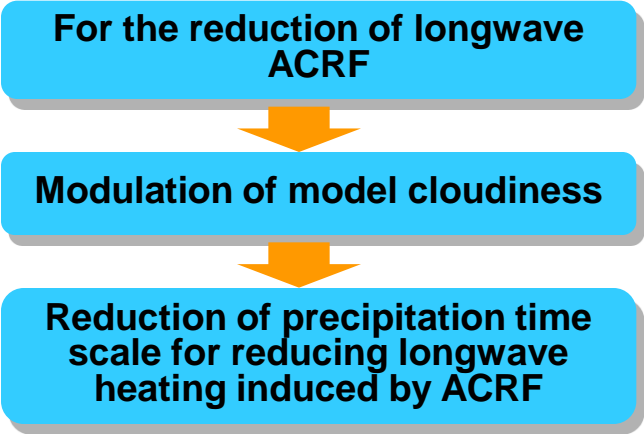 For the reduction of longwave
ACRF
Modulation of model cloudiness
Reduction of precipitation time
scale for reducing longwave
heating induced by ACRF